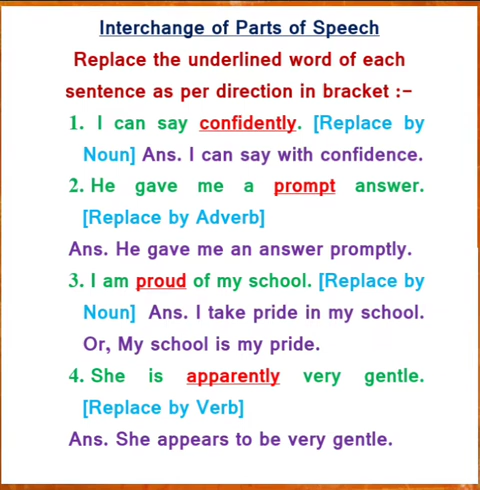 Interchange of Parts of Speech
Replace the underlined word of each
sentence as per direction in bracket :-
1. I can say confidently. [Replace by
Noun] Ans. I can say with confidence.
2. He gave me a prompt answer.
[Replace by Adverb]
Ans. He gave me an answer promptly.
3. I am proud of my school. [Replace by
Noun] Ans. I take pride in my school.
Or, My school is my pride.
4. She is apparently very gentle.
[Replace by Verb]
Ans. She appears to be very gentle.